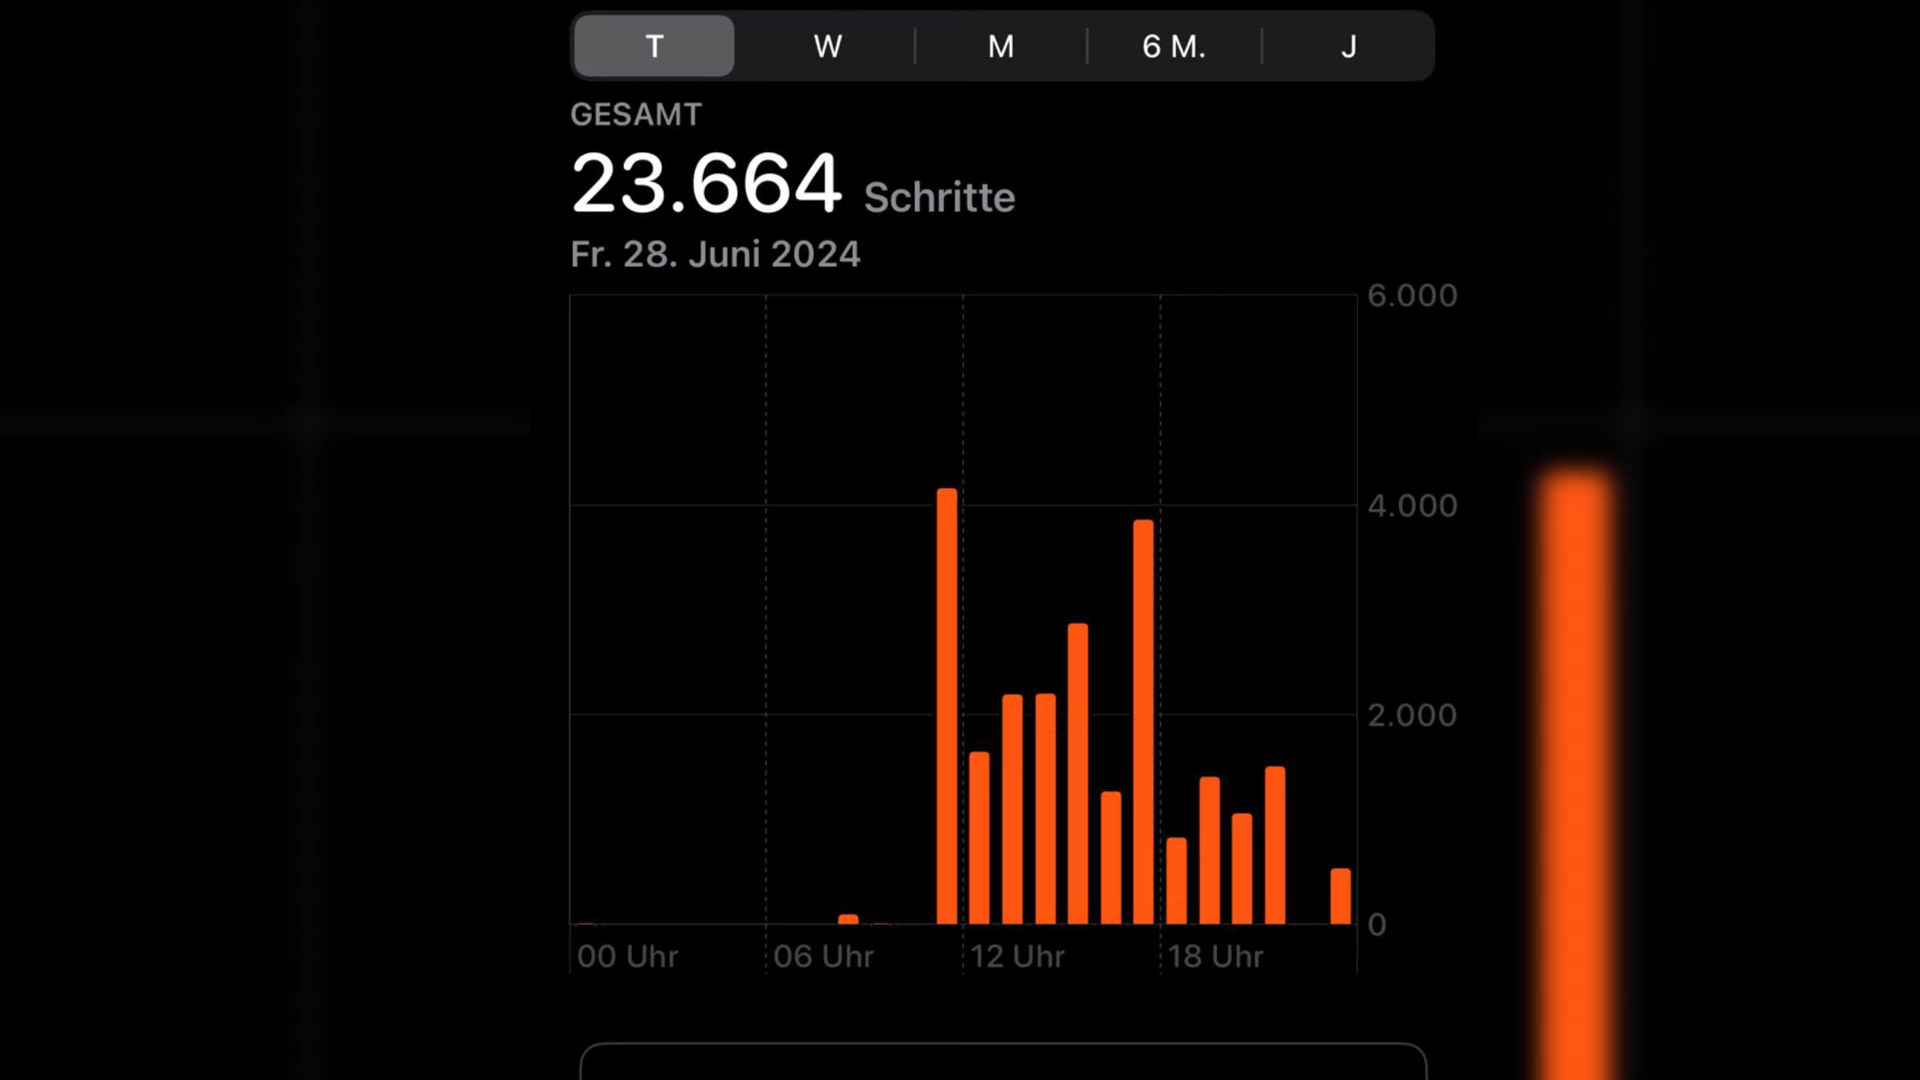 T W M 6 M. J
GESAMT
23.664 Schritte
Fr. 28. Juni 2024
6.000
4.000
2.000
0
00 Uhr 06 Uhr 12 Uhr 18 Uhr